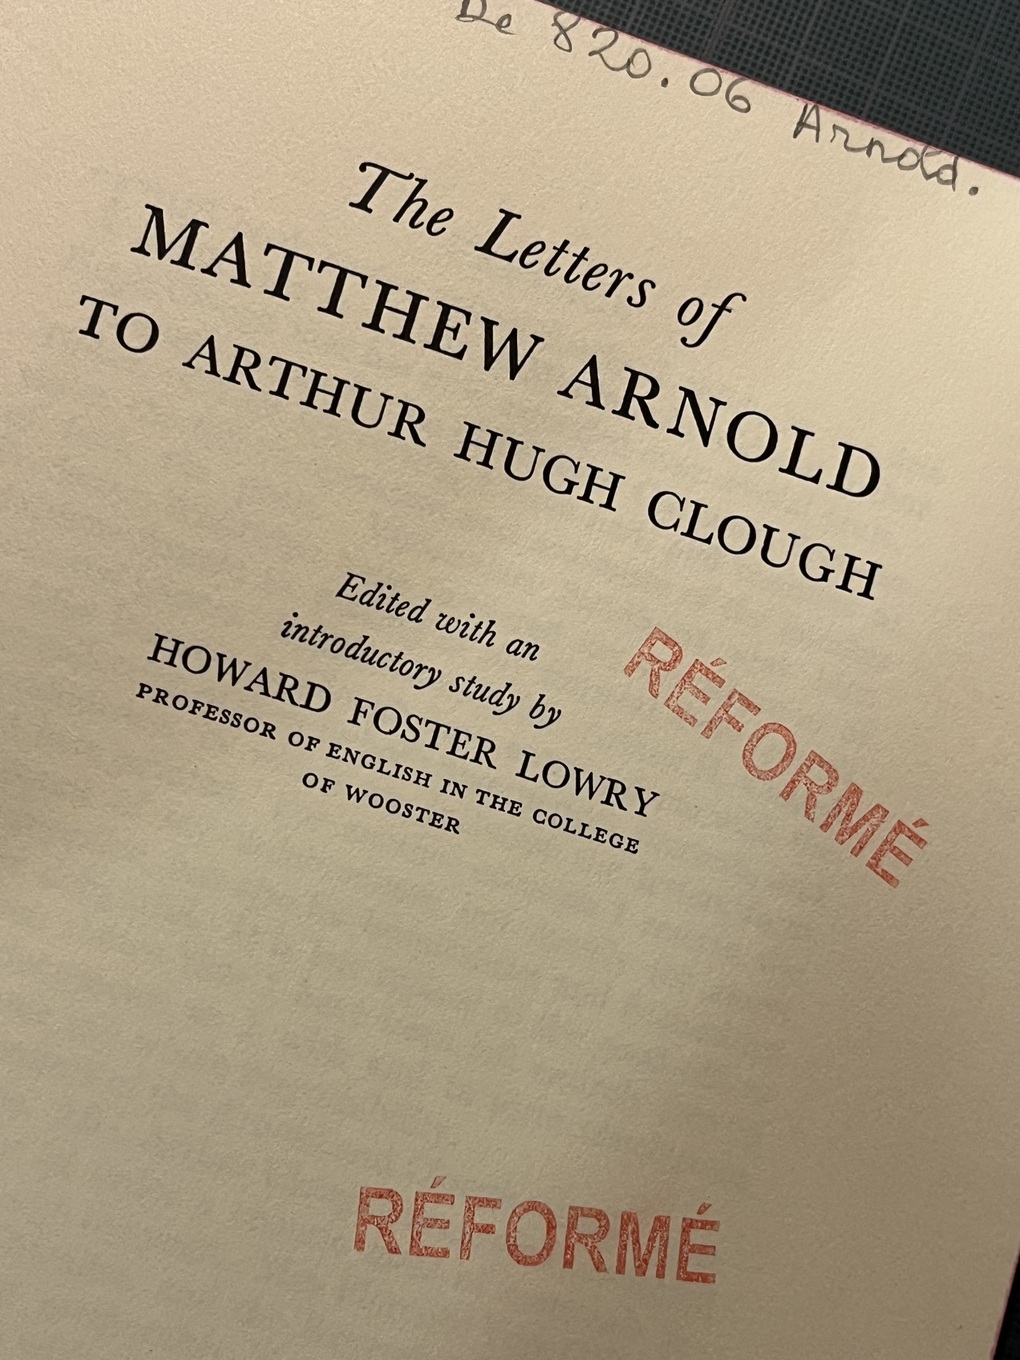 De 820.06 Arnold.
The Letters of
MATTHEW ARNOLD
TO ARTHUR HUGH CLOUGH
Edited with an
introductory study by
HOWARD FOSTER LOWRY
PROFESSOR OF ENGLISH IN THE COLLEGE
OF WOOSTER
RÉFORMÉ
RÉFORMÉ